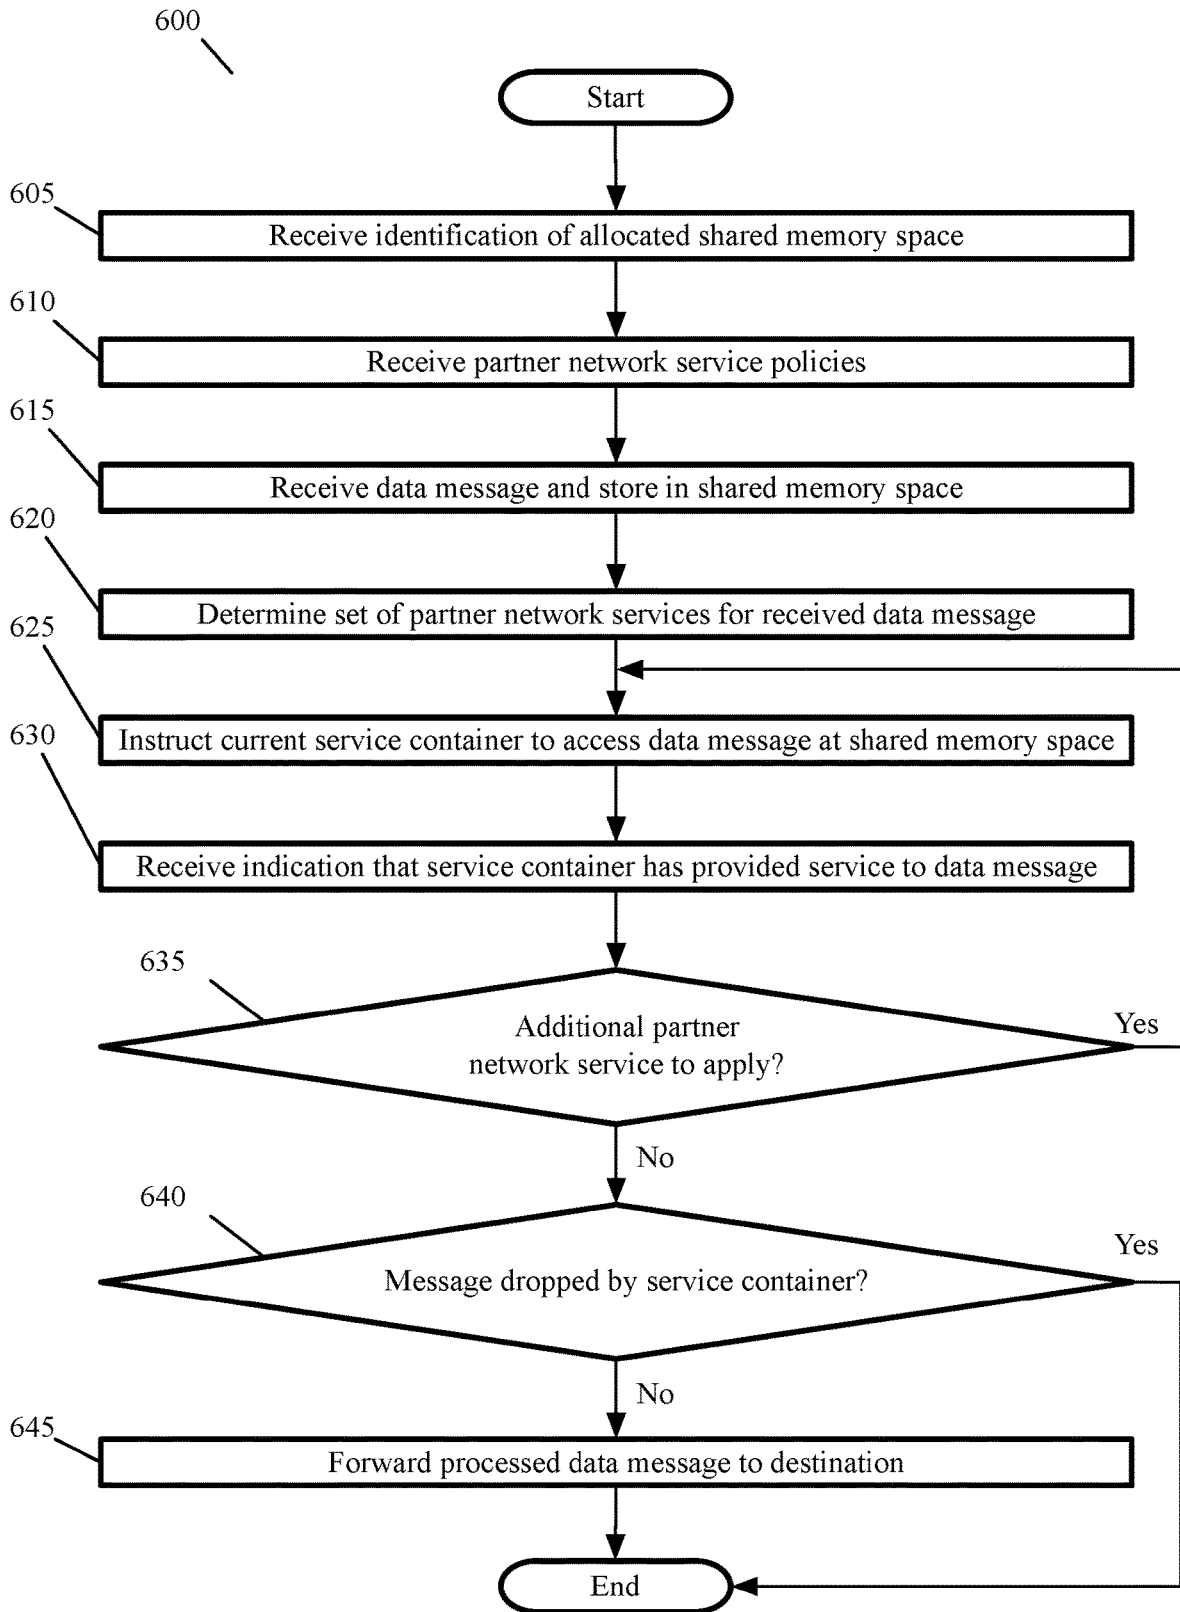 600
Start
605
Receive identification of allocated shared memory space
610
Receive partner network service policies
615
Receive data message and store in shared memory space
620
Determine set of partner network services for received data message
625
Instruct current service container to access data message at shared memory space
630
Receive indication that service container has provided service to data message
635
Additional partner
network service to apply?
Yes
No
640
Message dropped by service container?
Yes
No
645
Forward processed data message to destination
End